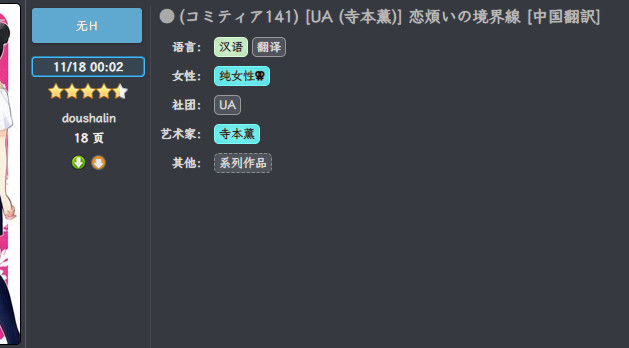 无H
11/18 00:02
doushalin
18 页
(コミティア141) [UA (寺本薫)] 恋煩いの境界線 [中国翻訳]
语言: 汉语 翻译
女性: 纯女性
社团: UA
艺术家: 寺本薫
其他: 系列作品